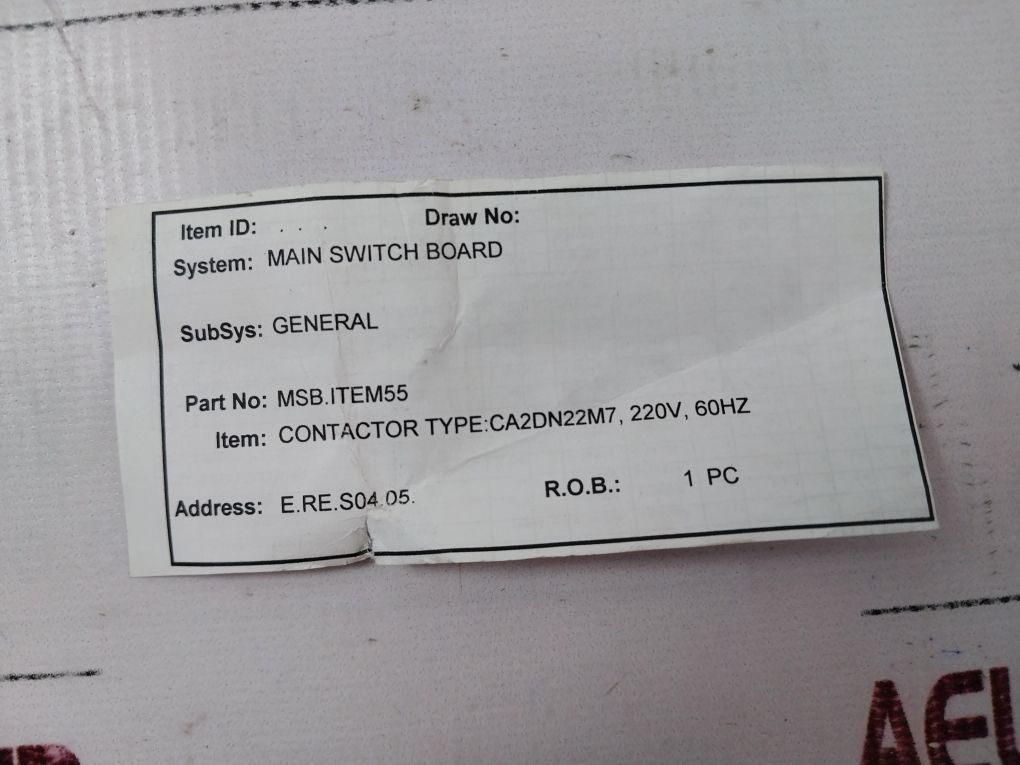 Item ID: . . . Draw No:
System: MAIN SWITCH BOARD
SubSys: GENERAL
Part No: MSB.ITEM55
Item: CONTACTOR TYPE:CA2DN22M7, 220V, 60HZ
Address: E.RE.S04.05. R.O.B.: 1 PC